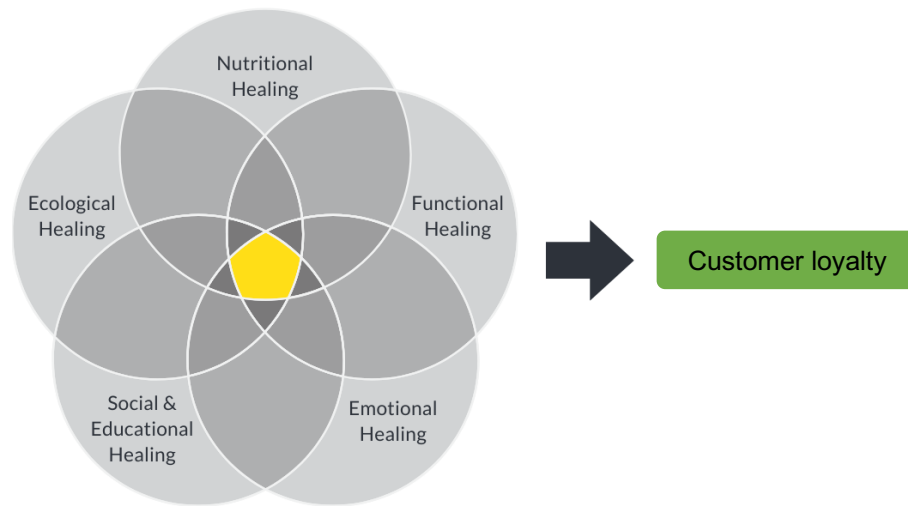 Nutritional
Healing
Ecological
Healing
Functional
Healing
Customer loyalty
Social &
Educational
Healing
Emotional
Healing